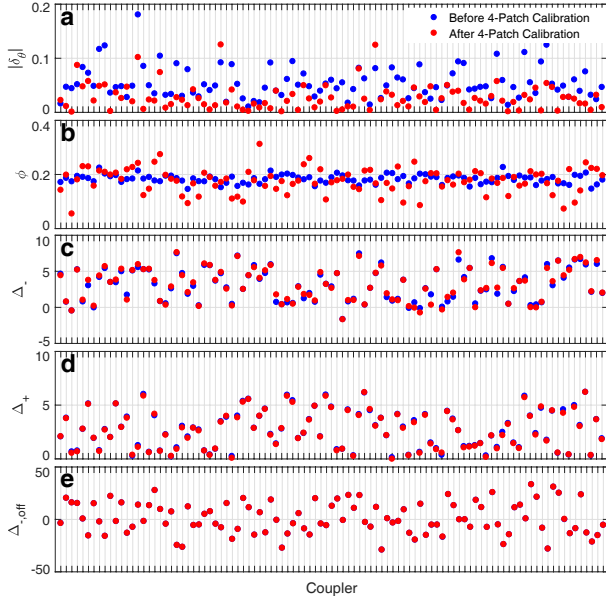 a
0.2
0.1
0
|δθ|
Before 4-Patch Calibration
After 4-Patch Calibration
b
0.4
0.2
0
ϕ
c
10
5
0
-5
Δ-
d
10
5
0
Δ+
e
50
0
-50
Δ-,off
Coupler